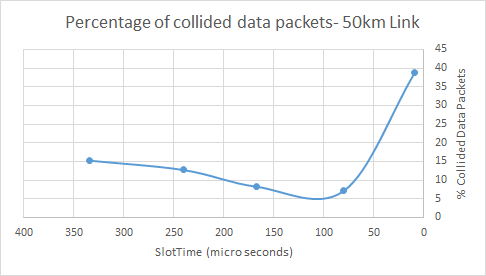 Percentage of collided data packets- 50km Link
45
40
35
30
25
20
15
10
5
0
% Collided Data Packets
400 350 300 250 200 150 100 50 0
SlotTime (micro seconds)